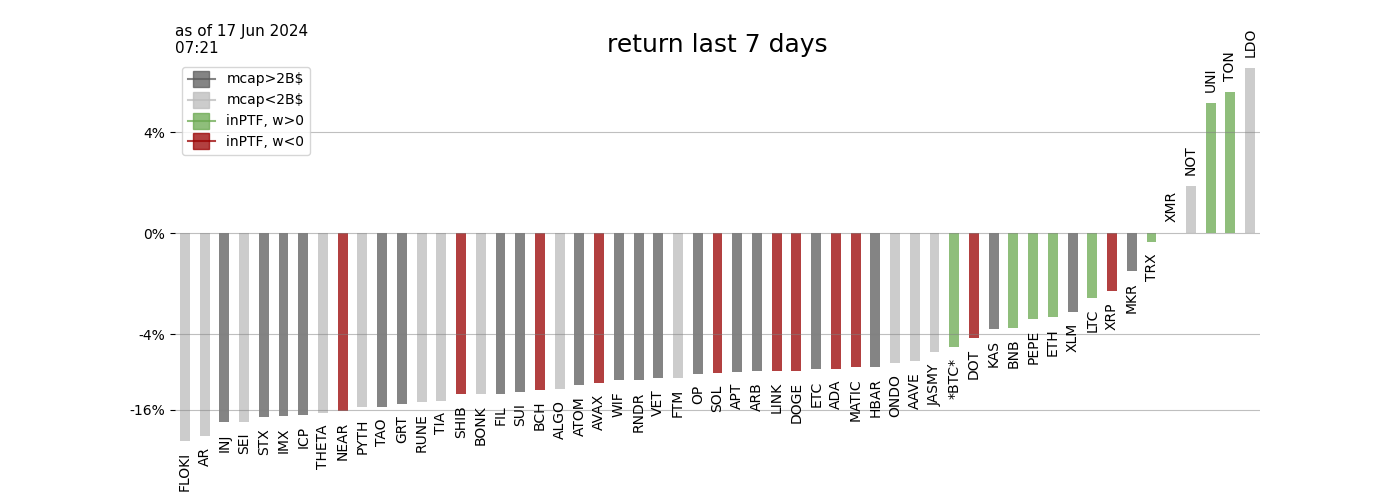 as of 17 Jun 2024
07:21
return last 7 days
mcap>2B$
mcap<2B$
inPTF, w>0
inPTF, w<0
4%
0%
-4%
-16%
FLOKI
AR
INJ
SEI
STX
IMX
ICP
THETA
NEAR
PYTH
TAO
GRT
RUNE
TIA
SHIB
BONK
FIL
SUI
BCH
ALGO
ATOM
AVAX
WIF
RNDR
VET
FTM
OP
SOL
APT
ARB
LINK
DOGE
ETC
ADA
MATIC
HBAR
ONDO
AAVE
JASMY
*BTC*
DOT
KAS
BNB
PEPE
ETH
XLM
LTC
XRP
MKR
TRX
XMR
NOT
UNI
TON
LDO